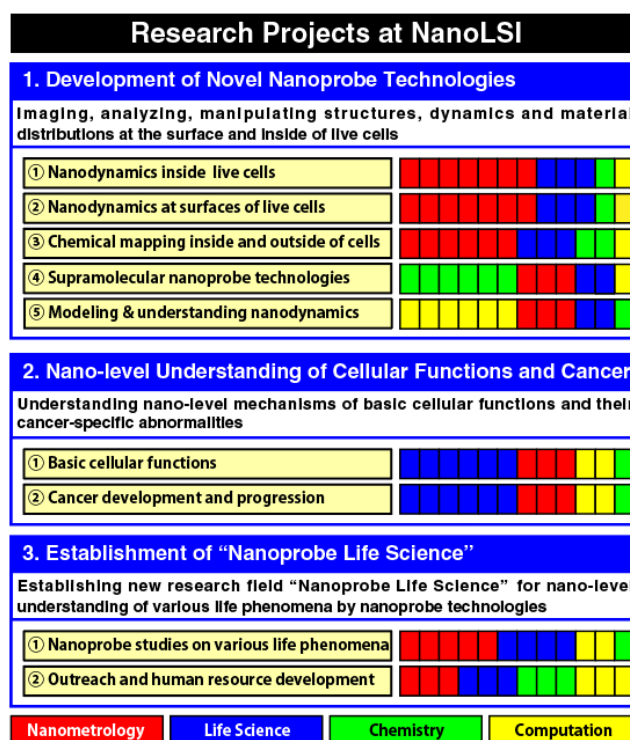 Research Projects at NanoLSI
1. Development of Novel Nanoprobe Technologies
Imaging, analyzing, manipulating structures, dynamics and material
distributions at the surface and inside of live cells
① Nanodynamics inside live cells
② Nanodynamics at surfaces of live cells
③ Chemical mapping inside and outside of cells
④ Supramolecular nanoprobe technologies
⑤ Modeling & understanding nanodynamics
2. Nano-level Understanding of Cellular Functions and Cancer
Understanding nano-level mechanisms of basic cellular functions and their
cancer-specific abnormalities
① Basic cellular functions
② Cancer development and progression
3. Establishment of “Nanoprobe Life Science”
Establishing new research field “Nanoprobe Life Science” for nano-level
understanding of various life phenomena by nanoprobe technologies
① Nanoprobe studies on various life phenomena
② Outreach and human resource development
Nanometrology Life Science Chemistry Computation